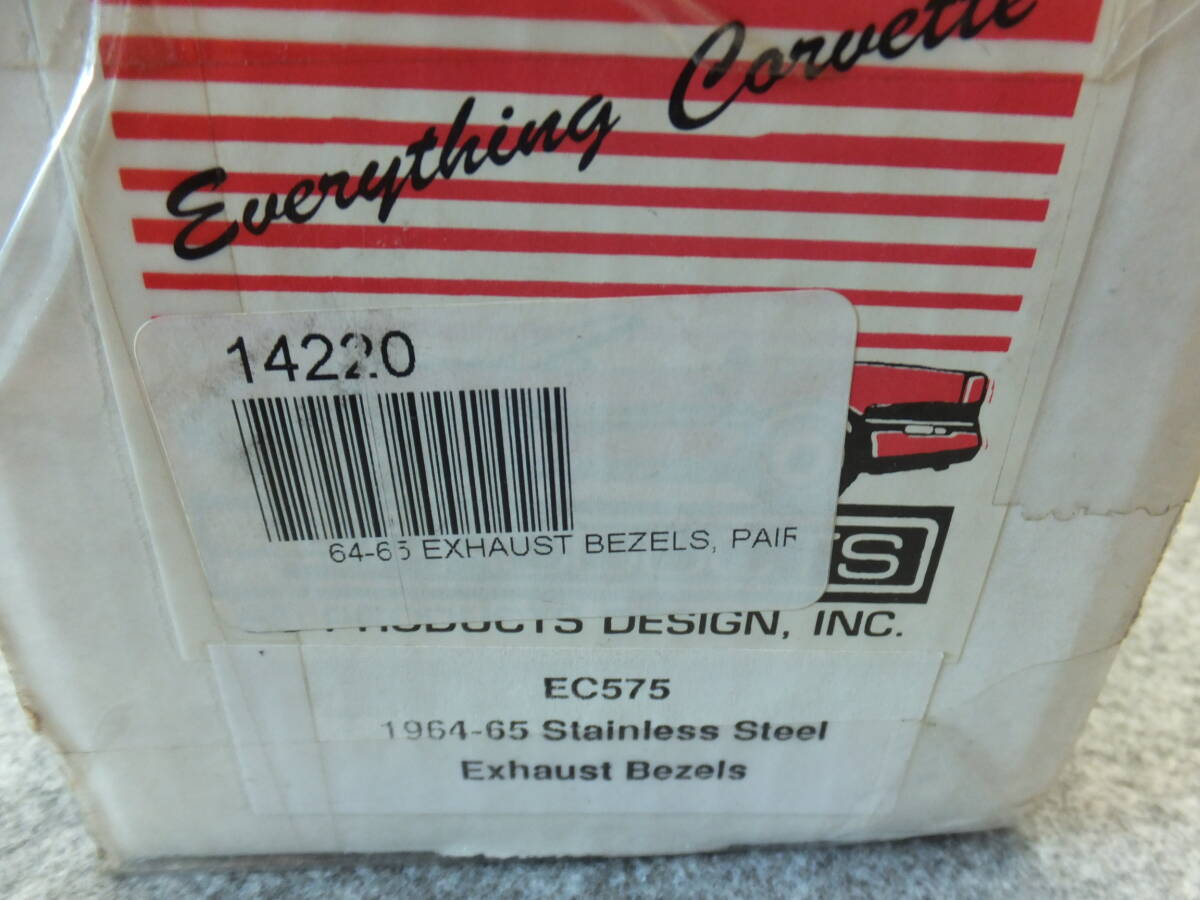 Everything Corvette
14220
64-65 EXHAUST BEZELS, PAIR
PRODUCTS DESIGN, INC.
EC575
1964-65 Stainless Steel
Exhaust Bezels